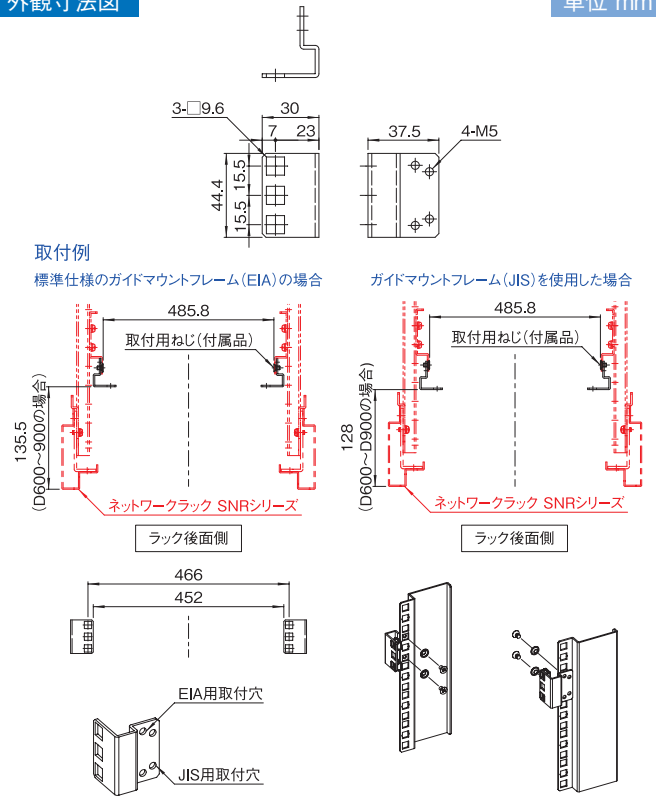 外観寸法図
単位 mm
3-□9.6
30
7
23
44.4
15.5
15.5
37.5
4-M5
取付例
標準仕様のガイドマウントフレーム(EIA)の場合
485.8
取付用ねじ(付属品)
135.5
(D600〜900の場合)
ネットワークラック SNRシリーズ
ラック後面側
ガイドマウントフレーム(JIS)を使用した場合
485.8
取付用ねじ(付属品)
128
(D600〜D900の場合)
ネットワークラック SNRシリーズ
ラック後面側
466
452
EIA用取付穴
JIS用取付穴